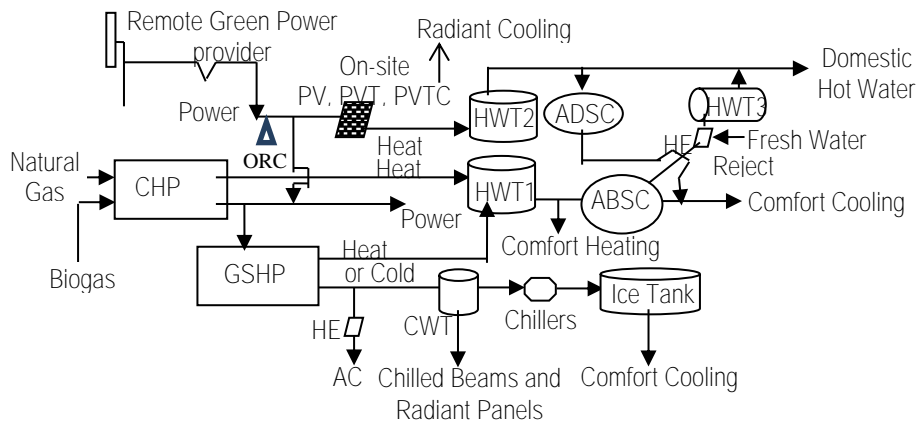 Remote Green Power
provider
Radiant Cooling
On-site
PV, PVT, PVTC
Domestic
Hot Water
Power
HWT2
ADSC
HWT3
ORC
Heat
HE
Fresh Water
Reject
Natural
Gas
Heat
CHP
HWT1
ABSC
Comfort Cooling
Power
Comfort Heating
Biogas
GSHP
Heat
or Cold
Ice Tank
HE
CWT
Chillers
AC
Chilled Beams and
Radiant Panels
Comfort Cooling